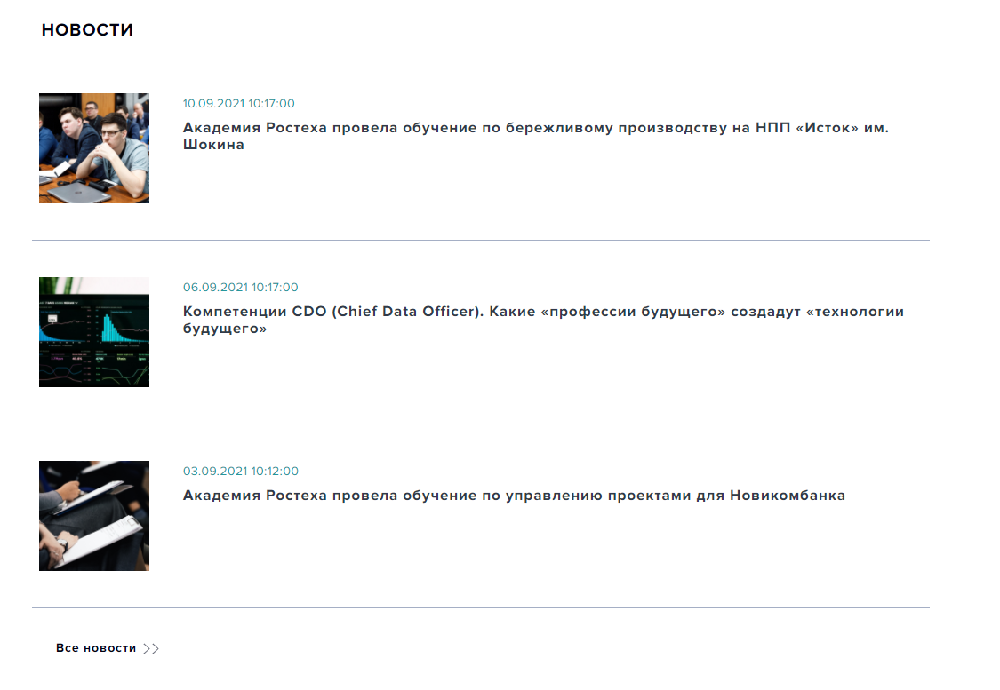 НОВОСТИ
10.09.2021 10:17:00
Академия Ростеха провела обучение по бережливому производству на НПП «Исток» им.
Шокина
06.09.2021 10:17:00
Компетенции CDO (Chief Data Officer). Какие «профессии будущего» создадут «технологии
будущего»
03.09.2021 10:12:00
Академия Ростеха провела обучение по управлению проектами для Новикомбанка
Все новости